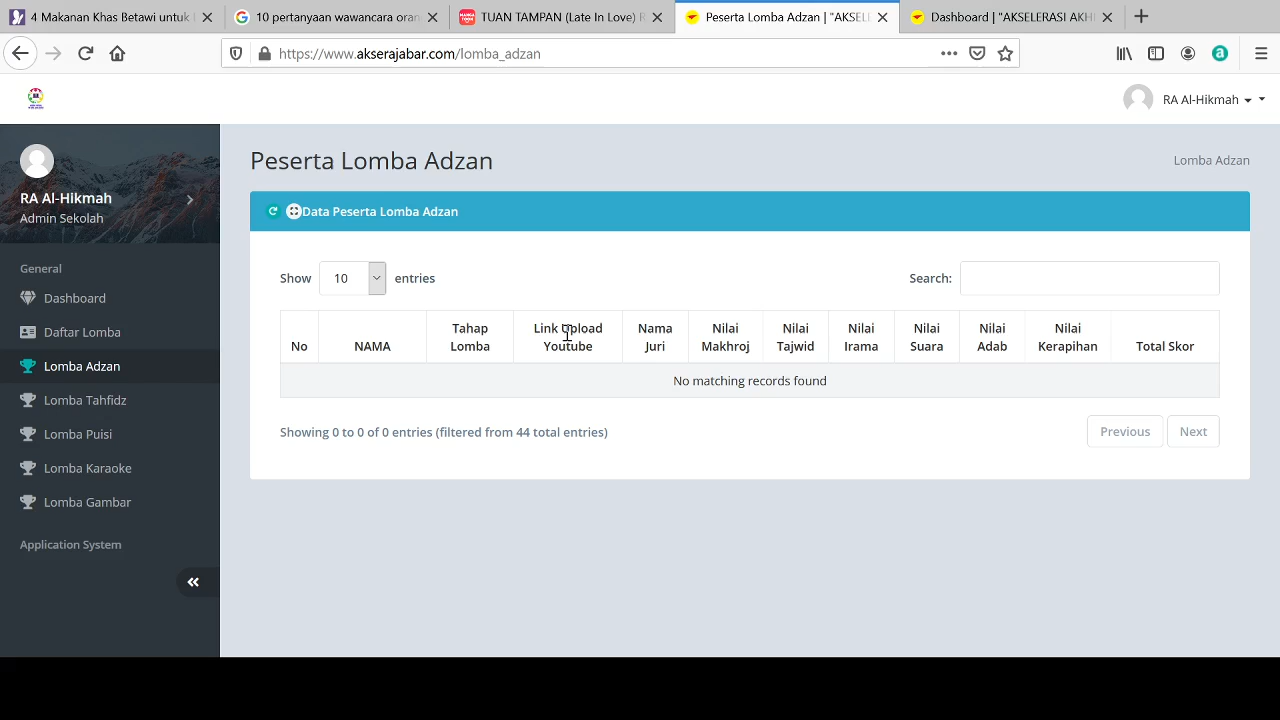 4 Makanan Khas Betawi untuk
10 pertanyaan wawancara oran
TUAN TAMPAN (Late In Love) R
Peserta Lomba Adzan | "AKSELE
Dashboard | "AKSELERASI AKH
https://www.akserajabar.com/lomba_adzan
RA Al-Hikmah
RA Al-Hikmah
Admin Sekolah
General
Dashboard
Daftar Lomba
Lomba Adzan
Lomba Tahfidz
Lomba Puisi
Lomba Karaoke
Lomba Gambar
Application System
Peserta Lomba Adzan
Lomba Adzan
Data Peserta Lomba Adzan
Show 10 entries
Search:
No NAMA Tahap Lomba Link Upload Youtube Nama Juri Nilai Makhroj Nilai Tajwid Nilai Irama Nilai Suara Nilai Adab Nilai Kerapihan Total Skor
No matching records found
Showing 0 to 0 of 0 entries (filtered from 44 total entries)
Previous Next